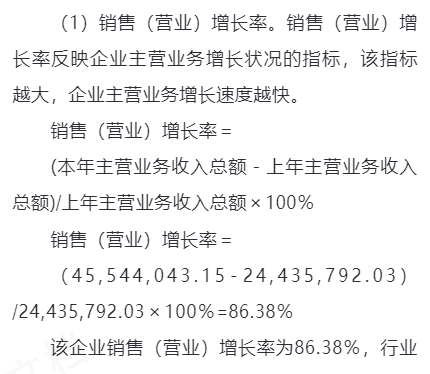 （1）销售（营业）增长率。销售（营业）增
长率反映企业主营业务增长状况的指标，该指标
越大，企业主营业务增长速度越快。
销售（营业）增长率＝
(本年主营业务收入总额 - 上年主营业务收入
总额)/上年主营业务收入总额×100%
销售（营业）增长率＝
（45,544,043.15-24,435,792.03）
/24,435,792.03×100%=86.38%
该企业销售（营业）增长率为86.38%，行业